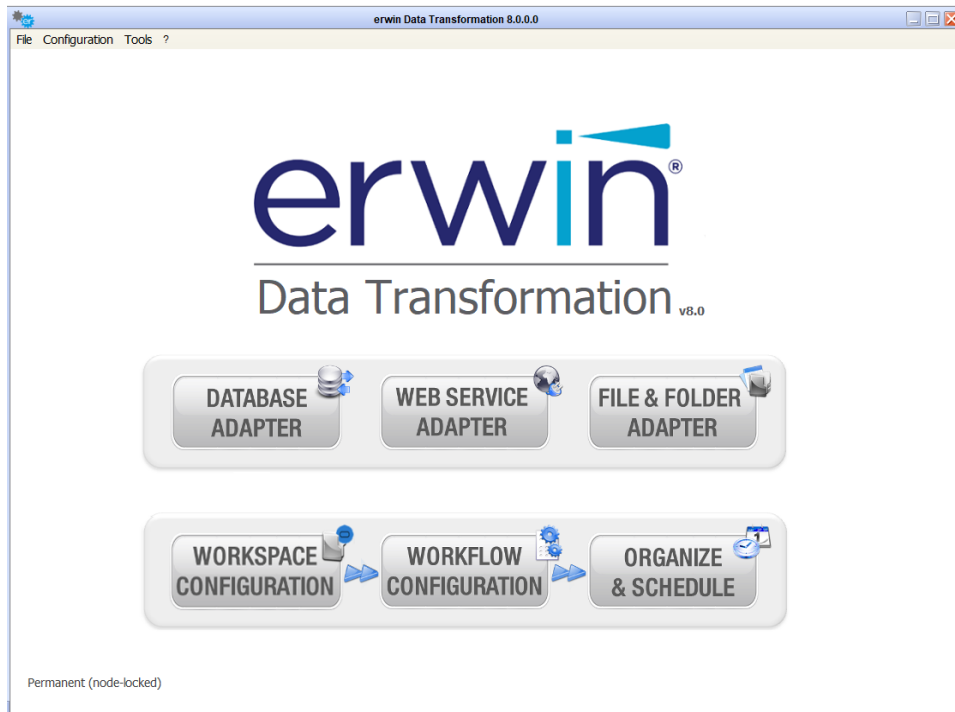 erwin Data Transformation 8.0.0.0
File Configuration Tools ?
erwin®
Data Transformation v8.0
DATABASE ADAPTER
WEB SERVICE ADAPTER
FILE & FOLDER ADAPTER
WORKSPACE CONFIGURATION
WORKFLOW CONFIGURATION
1
ORGANIZE & SCHEDULE
Permanent (node-locked)